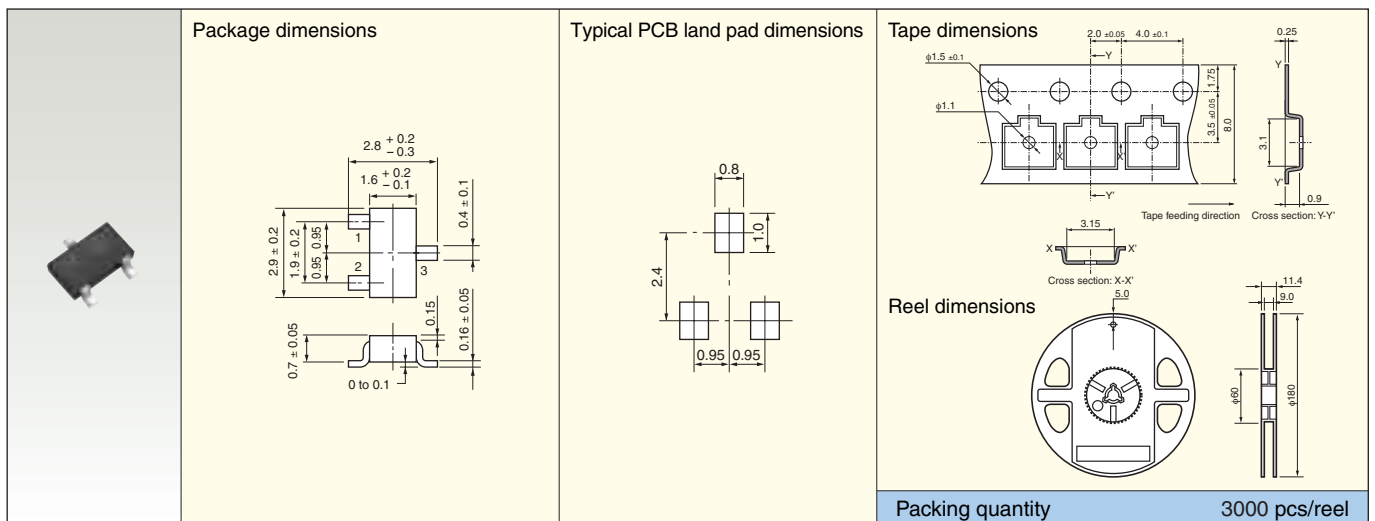 Package dimensions
2.8 + 0.2 − 0.3
1.6 + 0.2 − 0.1
2.9 ± 0.2
1.9 ± 0.2
0.95
0.95
0.4 ± 0.1
1
2
3
0.7 ± 0.05
0.15
0.16 ± 0.05
0 to 0.1
Typical PCB land pad dimensions
0.8
1.0
2.4
0.95
0.95
Tape dimensions
2.0 ±0.05
4.0 ±0.1
0.25
φ1.5 ±0.1
Y
Y
1.75
φ1.1
3.5 ±0.05
8.0
3.1
X
X'
Y'
Y'
0.9
Tape feeding direction
Cross section: Y-Y'
3.15
X
X'
Cross section: X-X'
Reel dimensions
5.0
11.4
9.0
φ60
φ180
Packing quantity 3000 pcs/reel